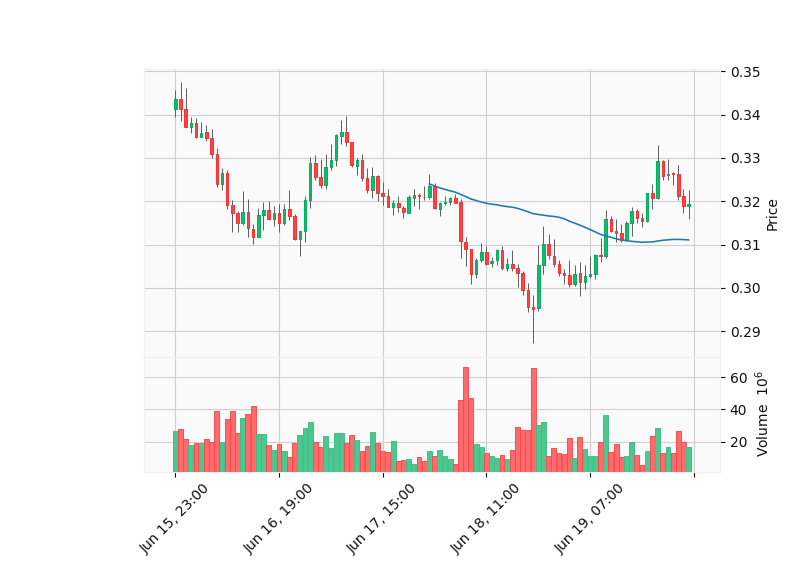 0.35
0.34
0.33
0.32
0.31
0.30
0.29
Price
60
40
20
Volume 10^6
Jun 15, 23:00
Jun 16, 19:00
Jun 17, 15:00
Jun 18, 11:00
Jun 19, 07:00